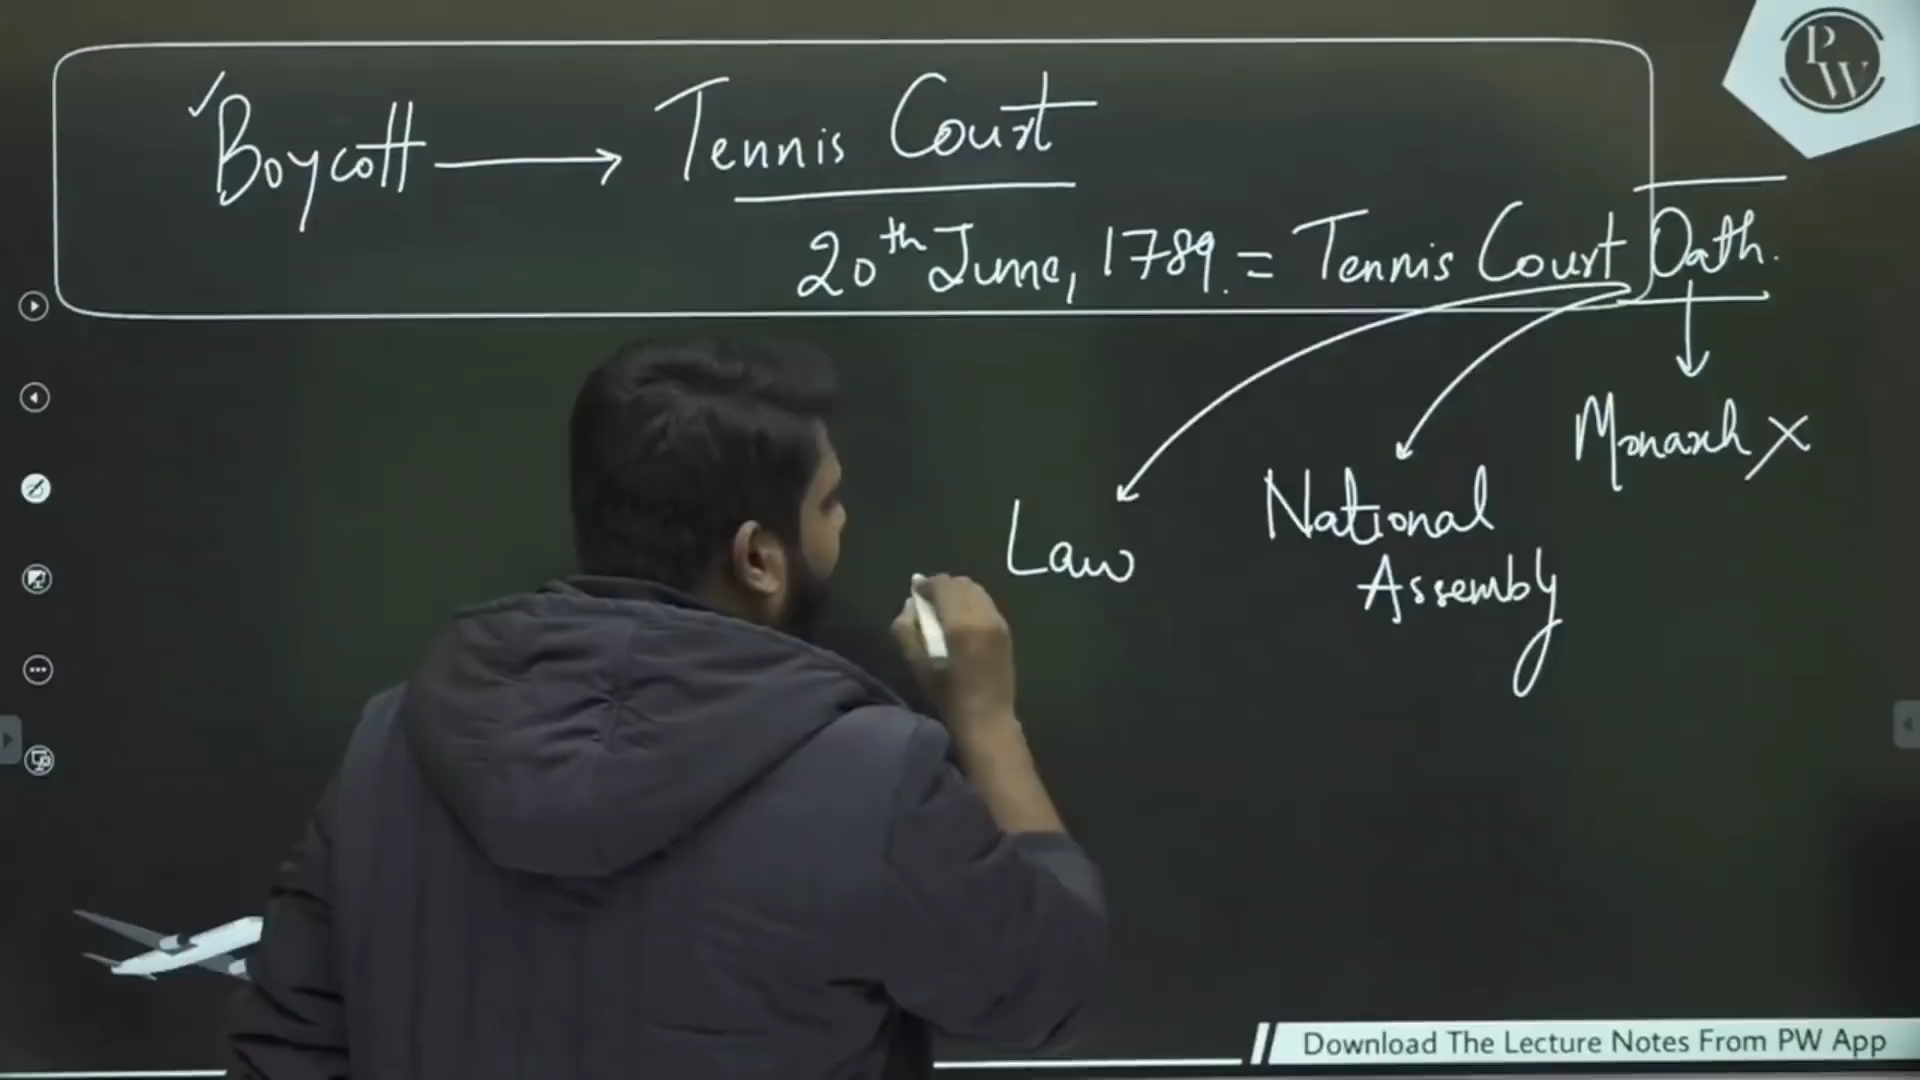 Boycott → Tennis Court
20th June, 1789. = Tennis Court Oath.
Monarch X
National
Assembly
Law
PW
Download The Lecture Notes From PW App